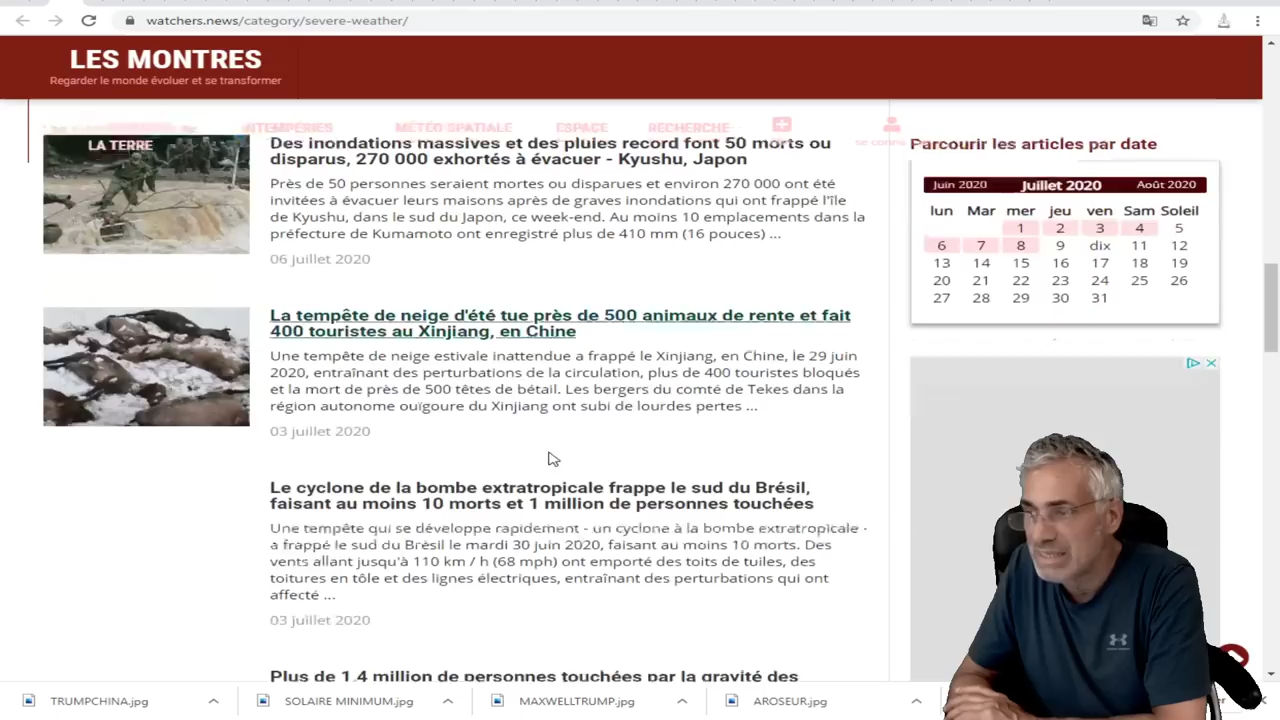 watchers.news/category/severe-weather/
LES MONTRES
Regarder le monde évoluer et se transformer
LA TERRE
INTEMPÉRIES
MÉTÉO SPATIALE
ESPACE
RECHERCHE
Des inondations massives et des pluies record font 50 morts ou
disparus, 270 000 exhortés à évacuer - Kyushu, Japon
Près de 50 personnes seraient mortes ou disparues et environ 270 000 ont été
invitées à évacuer leurs maisons après de graves inondations qui ont frappé l'île
de Kyushu, dans le sud du Japon, ce week-end. Au moins 10 emplacements dans la
préfecture de Kumamoto ont enregistré plus de 410 mm (16 pouces) ...
06 juillet 2020
La tempête de neige d'été tue près de 500 animaux de rente et fait
400 touristes au Xinjiang, en Chine
Une tempête de neige estivale inattendue a frappé le Xinjiang, en Chine, le 29 juin
2020, entraînant des perturbations de la circulation, plus de 400 touristes bloqués
et la mort de près de 500 têtes de bétail. Les bergers du comté de Tekes dans la
région autonome ouïgoure du Xinjiang ont subi de lourdes pertes ...
03 juillet 2020
Le cyclone de la bombe extratropicale frappe le sud du Brésil,
faisant au moins 10 morts et 1 million de personnes touchées
Une tempête qui se développe rapidement - un cyclone à la bombe extratropicale -
a frappé le sud du Brésil le mardi 30 juin 2020, faisant au moins 10 morts. Des
vents allant jusqu'à 110 km / h (68 mph) ont emporté des toits de tuiles, des
toitures en tôle et des lignes électriques, entraînant des perturbations qui ont
affecté ...
03 juillet 2020
Plus de 1,4 million de personnes touchées par la gravité des
Parcourir les articles par date
Juin 2020 Juillet 2020 Août 2020
lun Mar mer jeu ven Sam Soleil
1 2 3 4 5
6 7 8 9 dix 11 12
13 14 15 16 17 18 19
20 21 22 23 24 25 26
27 28 29 30 31
TRUMPCHINA.jpg
SOLAIRE MINIMUM.jpg
MAXWELLTRUMP.jpg
AROSEUR.jpg